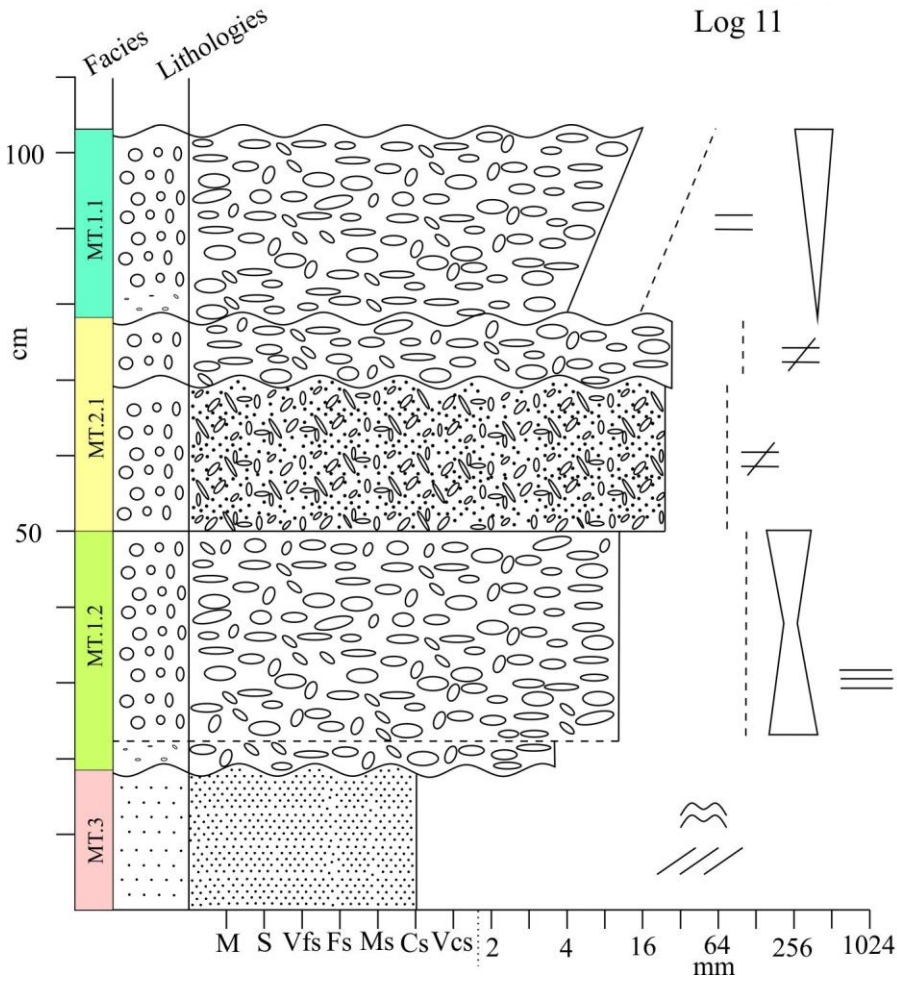 Log 11
Facies
Lithologies
100
cm
50
MT.1.1
MT.2.1
MT.1.2
MT.3
M S Vfs Fs Ms Cs Vcs 2 4 16 64 256 1024
mm